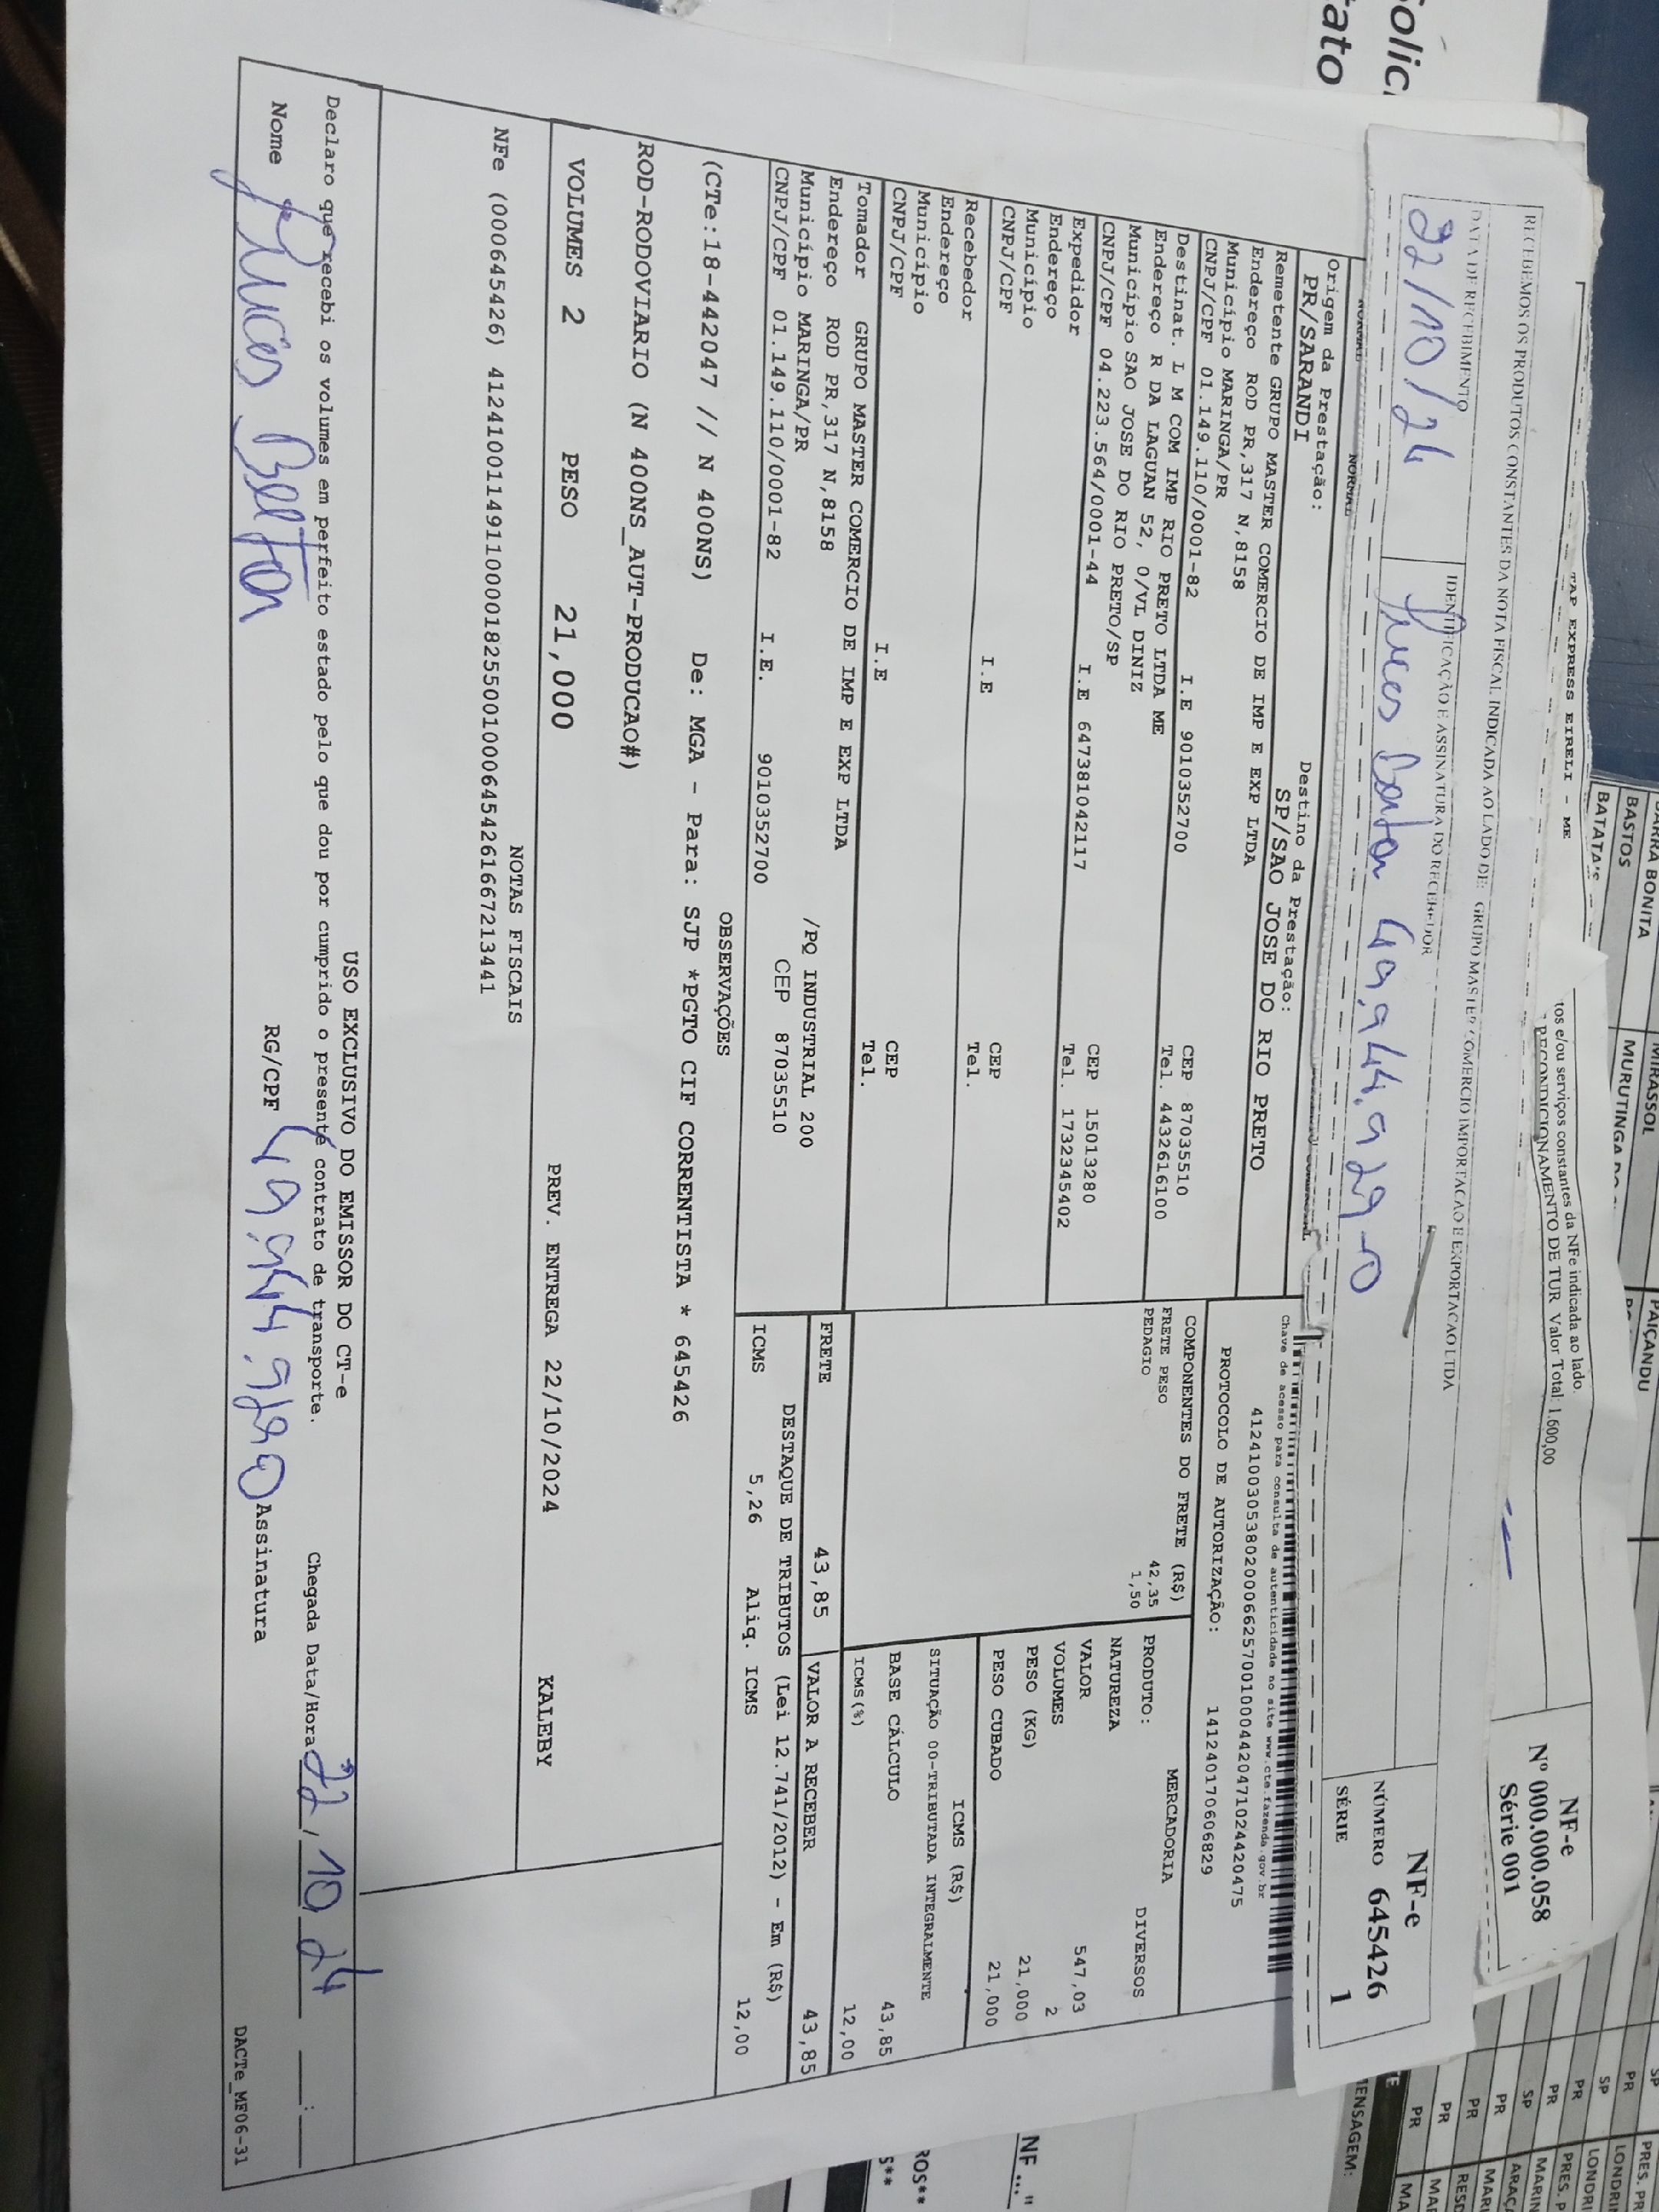 TAP EXPRESS EIRELI - ME
tos e/ou serviços constantes da NFe indicada ao lado.
RECONDICIONAMENTO DE TUR Valor Total: 1.600,00
NF-e
Nº 000.000.058
Série 001
RECEBEMOS OS PRODUTOS CONSTANTES DA NOTA FISCAL INDICADA AO LADO DE: GRUPO MASTER COMERCIO IMPORTACAO E EXPORTACAO LTDA
DATA DE RECEBIMENTO
IDENTIFICAÇÃO E ASSINATURA DO RECEBEDOR
22/10/24
49.944.929-0
NF-e
NÚMERO 645426
SÉRIE 1
NORMAL
Origem da Prestação:
PR/SARANDI
Destino da Prestação:
SP/SAO JOSE DO RIO PRETO
Remetente GRUPO MASTER COMERCIO DE IMP E EXP LTDA
Endereço ROD PR,317 N,8158
Município MARINGA/PR
CEP 87035510
CNPJ/CPF 01.149.110/0001-82 I.E 9010352700
Tel. 4432616100
Destinat. L M COM IMP RIO PRETO LTDA ME
Endereço R DA LAGUAN 52, 0/VL DINIZ
Município SAO JOSE DO RIO PRETO/SP
CEP 15013280
CNPJ/CPF 04.223.564/0001-44 I.E 647381042117
Tel. 1732345402
Expedidor
Endereço
Município
CEP
CNPJ/CPF I.E
Tel.
Recebedor
Endereço
Município
CEP
CNPJ/CPF I.E
Tel.
Tomador GRUPO MASTER COMERCIO DE IMP E EXP LTDA
Endereço ROD PR,317 N,8158 /PQ INDUSTRIAL 200
Município MARINGA/PR CEP 87035510
CNPJ/CPF 01.149.110/0001-82 I.E. 9010352700
Chave de acesso para consulta de autenticidade no site www.cte.fazenda.gov.br
41241003053802000662570010004420471024420475
PROTOCOLO DE AUTORIZAÇÃO: 141240170606829
COMPONENTES DO FRETE (R$)
FRETE PESO 42,35
PEDAGIO 1,50
MERCADORIA
PRODUTO: DIVERSOS
NATUREZA
VALOR 547,03
VOLUMES 2
PESO (KG) 21,000
PESO CUBADO 21,000
ICMS (R$)
SITUAÇÃO 00-TRIBUTADA INTEGRALMENTE
BASE CÁLCULO 43,85
ICMS(%) 12,00
FRETE 43,85
VALOR A RECEBER 43,85
DESTAQUE DE TRIBUTOS (Lei 12.741/2012) - Em (R$)
ICMS 5,26 Aliq. ICMS 12,00
OBSERVAÇÕES
(CTe:18-442047 // N 400NS) De: MGA - Para: SJP *PGTO CIF CORRENTISTA * 645426
ROD-RODOVIARIO (N 400NS_AUT-PRODUCAO#)
VOLUMES 2 PESO 21,000 PREV. ENTREGA 22/10/2024 KALEBY
NOTAS FISCAIS
NFe (000645426) 41241001149110000182550010006454261667213441
USO EXCLUSIVO DO EMISSOR DO CT-e
Declaro que recebi os volumes em perfeito estado pelo que dou por cumprido o presente contrato de transporte.
Chegada Data/Hora 22/10/24 __:__
Nome
RG/CPF 49.944.929-0 Assinatura
DACTe_MF06-31
BARRA BONITA
BASTOS
MIRASSOL
PAIÇANDU